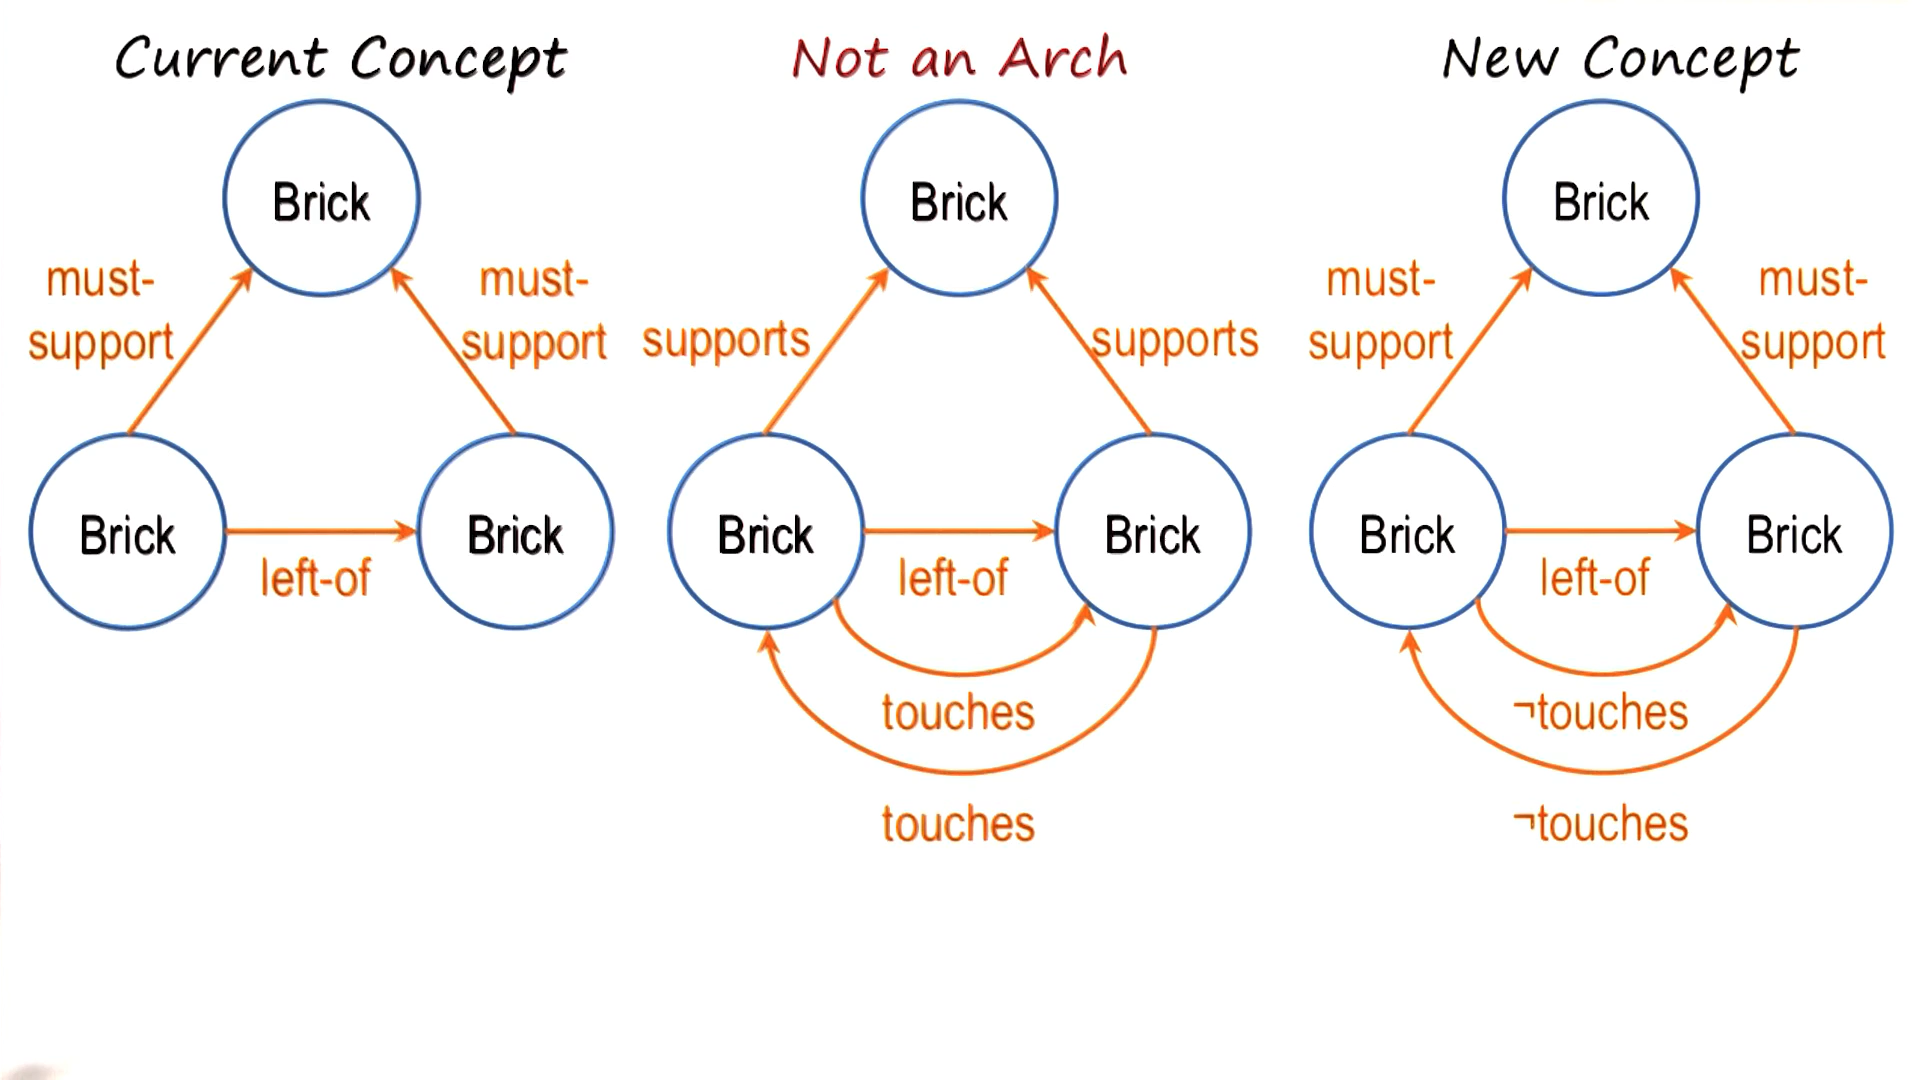 Current Concept
Not an Arch
New Concept
Brick
Brick
Brick
must-
support
must-
support
supports
supports
must-
support
must-
support
Brick
left-of
Brick
Brick
left-of
Brick
Brick
left-of
Brick
touches
touches
¬touches
¬touches